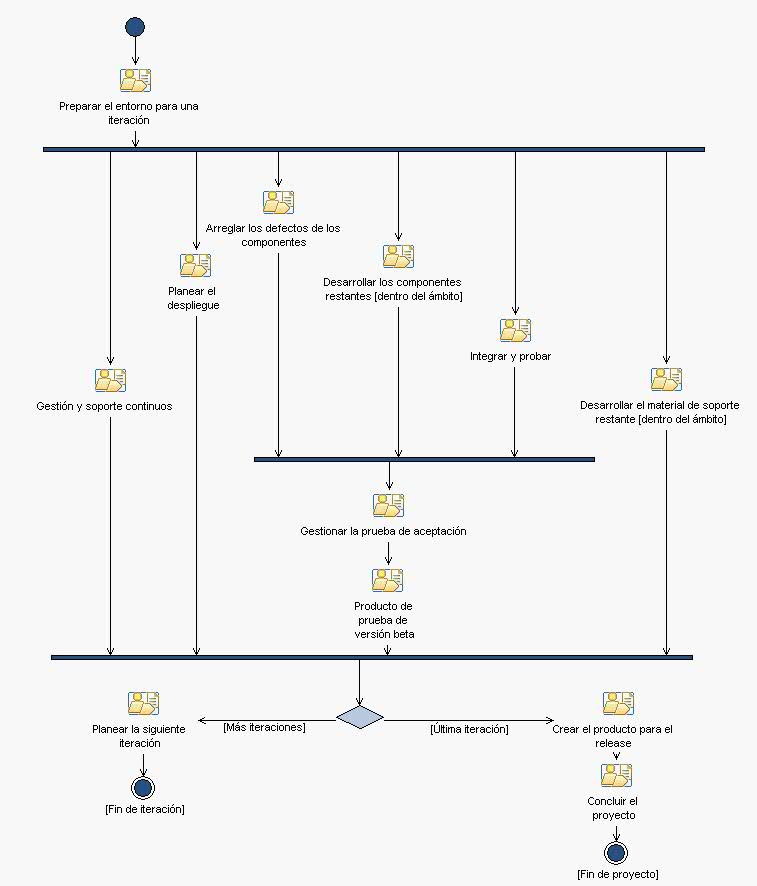 Preparar el entorno para una
iteración
Arreglar los defectos de los
componentes
Planear el
despliegue
Desarrollar los componentes
restantes [dentro del ámbito]
Integrar y probar
Gestión y soporte continuos
Desarrollar el material de soporte
restante [dentro del ámbito]
Gestionar la prueba de aceptación
Producto de
prueba de
versión beta
Planear la siguiente
iteración
[Más iteraciones]
[Última iteración]
Crear el producto para el
release
[Fin de iteración]
Concluir el
proyecto
[Fin de proyecto]